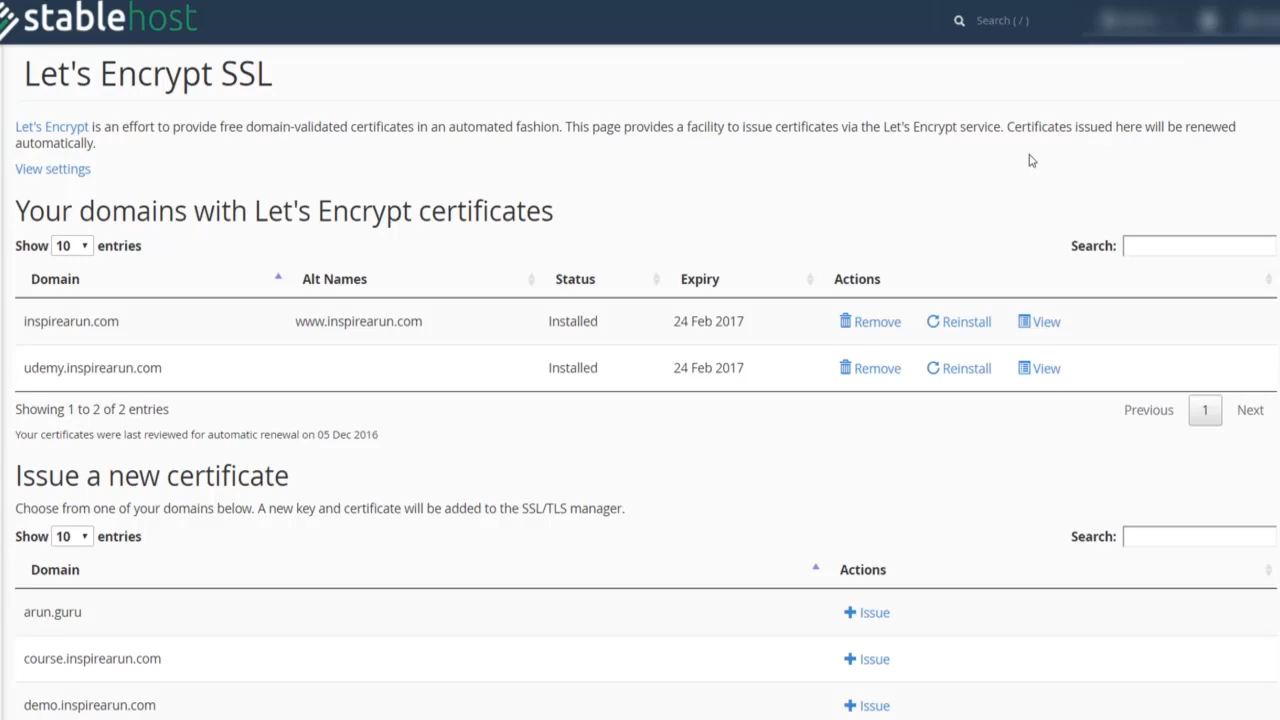 stablehost
Search ( / )
Let's Encrypt SSL
Let's Encrypt is an effort to provide free domain-validated certificates in an automated fashion. This page provides a facility to issue certificates via the Let's Encrypt service. Certificates issued here will be renewed
automatically.
View settings
Your domains with Let's Encrypt certificates
Show 10 entries Search:
Domain Alt Names Status Expiry Actions
inspirearun.com www.inspirearun.com Installed 24 Feb 2017 Remove Reinstall View
udemy.inspirearun.com Installed 24 Feb 2017 Remove Reinstall View
Showing 1 to 2 of 2 entries Previous 1 Next
Your certificates were last reviewed for automatic renewal on 05 Dec 2016
Issue a new certificate
Choose from one of your domains below. A new key and certificate will be added to the SSL/TLS manager.
Show 10 entries Search:
Domain Actions
arun.guru Issue
course.inspirearun.com Issue
demo.inspirearun.com Issue